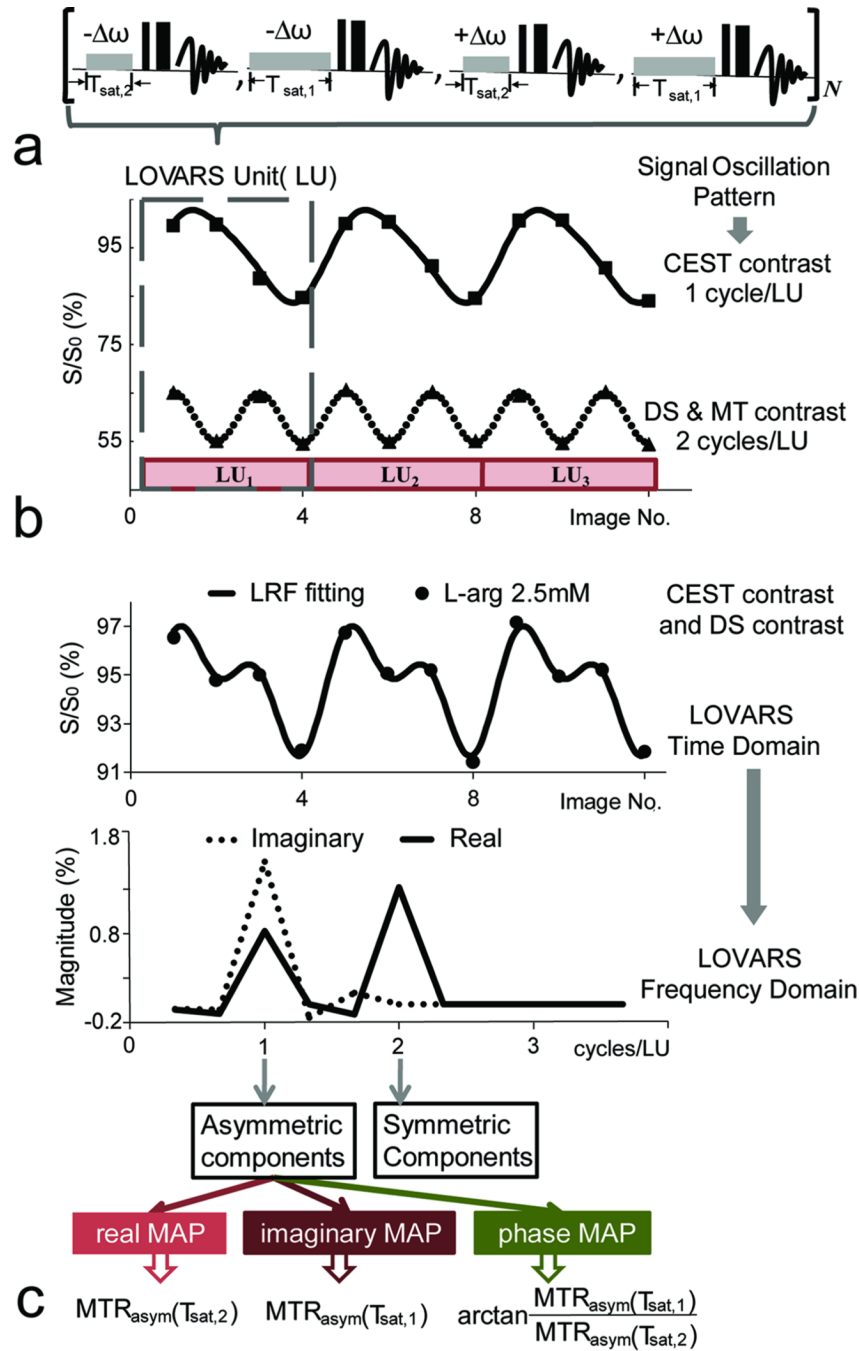 -Δω -Δω +Δω +Δω
T sat,2 , T sat,1 , T sat,2 , T sat,1 N
a
LOVARS Unit( LU)
Signal Oscillation
Pattern
CEST contrast
1 cycle/LU
DS & MT contrast
2 cycles/LU
S/S0 (%)
95
75
55
LU1 LU2 LU3
0 4 8 Image No.
b
LRF fitting L-arg 2.5mM
CEST contrast
and DS contrast
LOVARS
Time Domain
S/S0 (%)
97
95
93
91
0 4 8 Image No.
Imaginary Real
Magnitude (%)
1.8
0.8
-0.2
LOVARS
Frequency Domain
0 1 2 3 cycles/LU
Asymmetric
components
Symmetric
Components
real MAP imaginary MAP phase MAP
c
MTRasym(Tsat,2) MTRasym(Tsat,1) arctan MTRasym(Tsat,1)
MTRasym(Tsat,2)